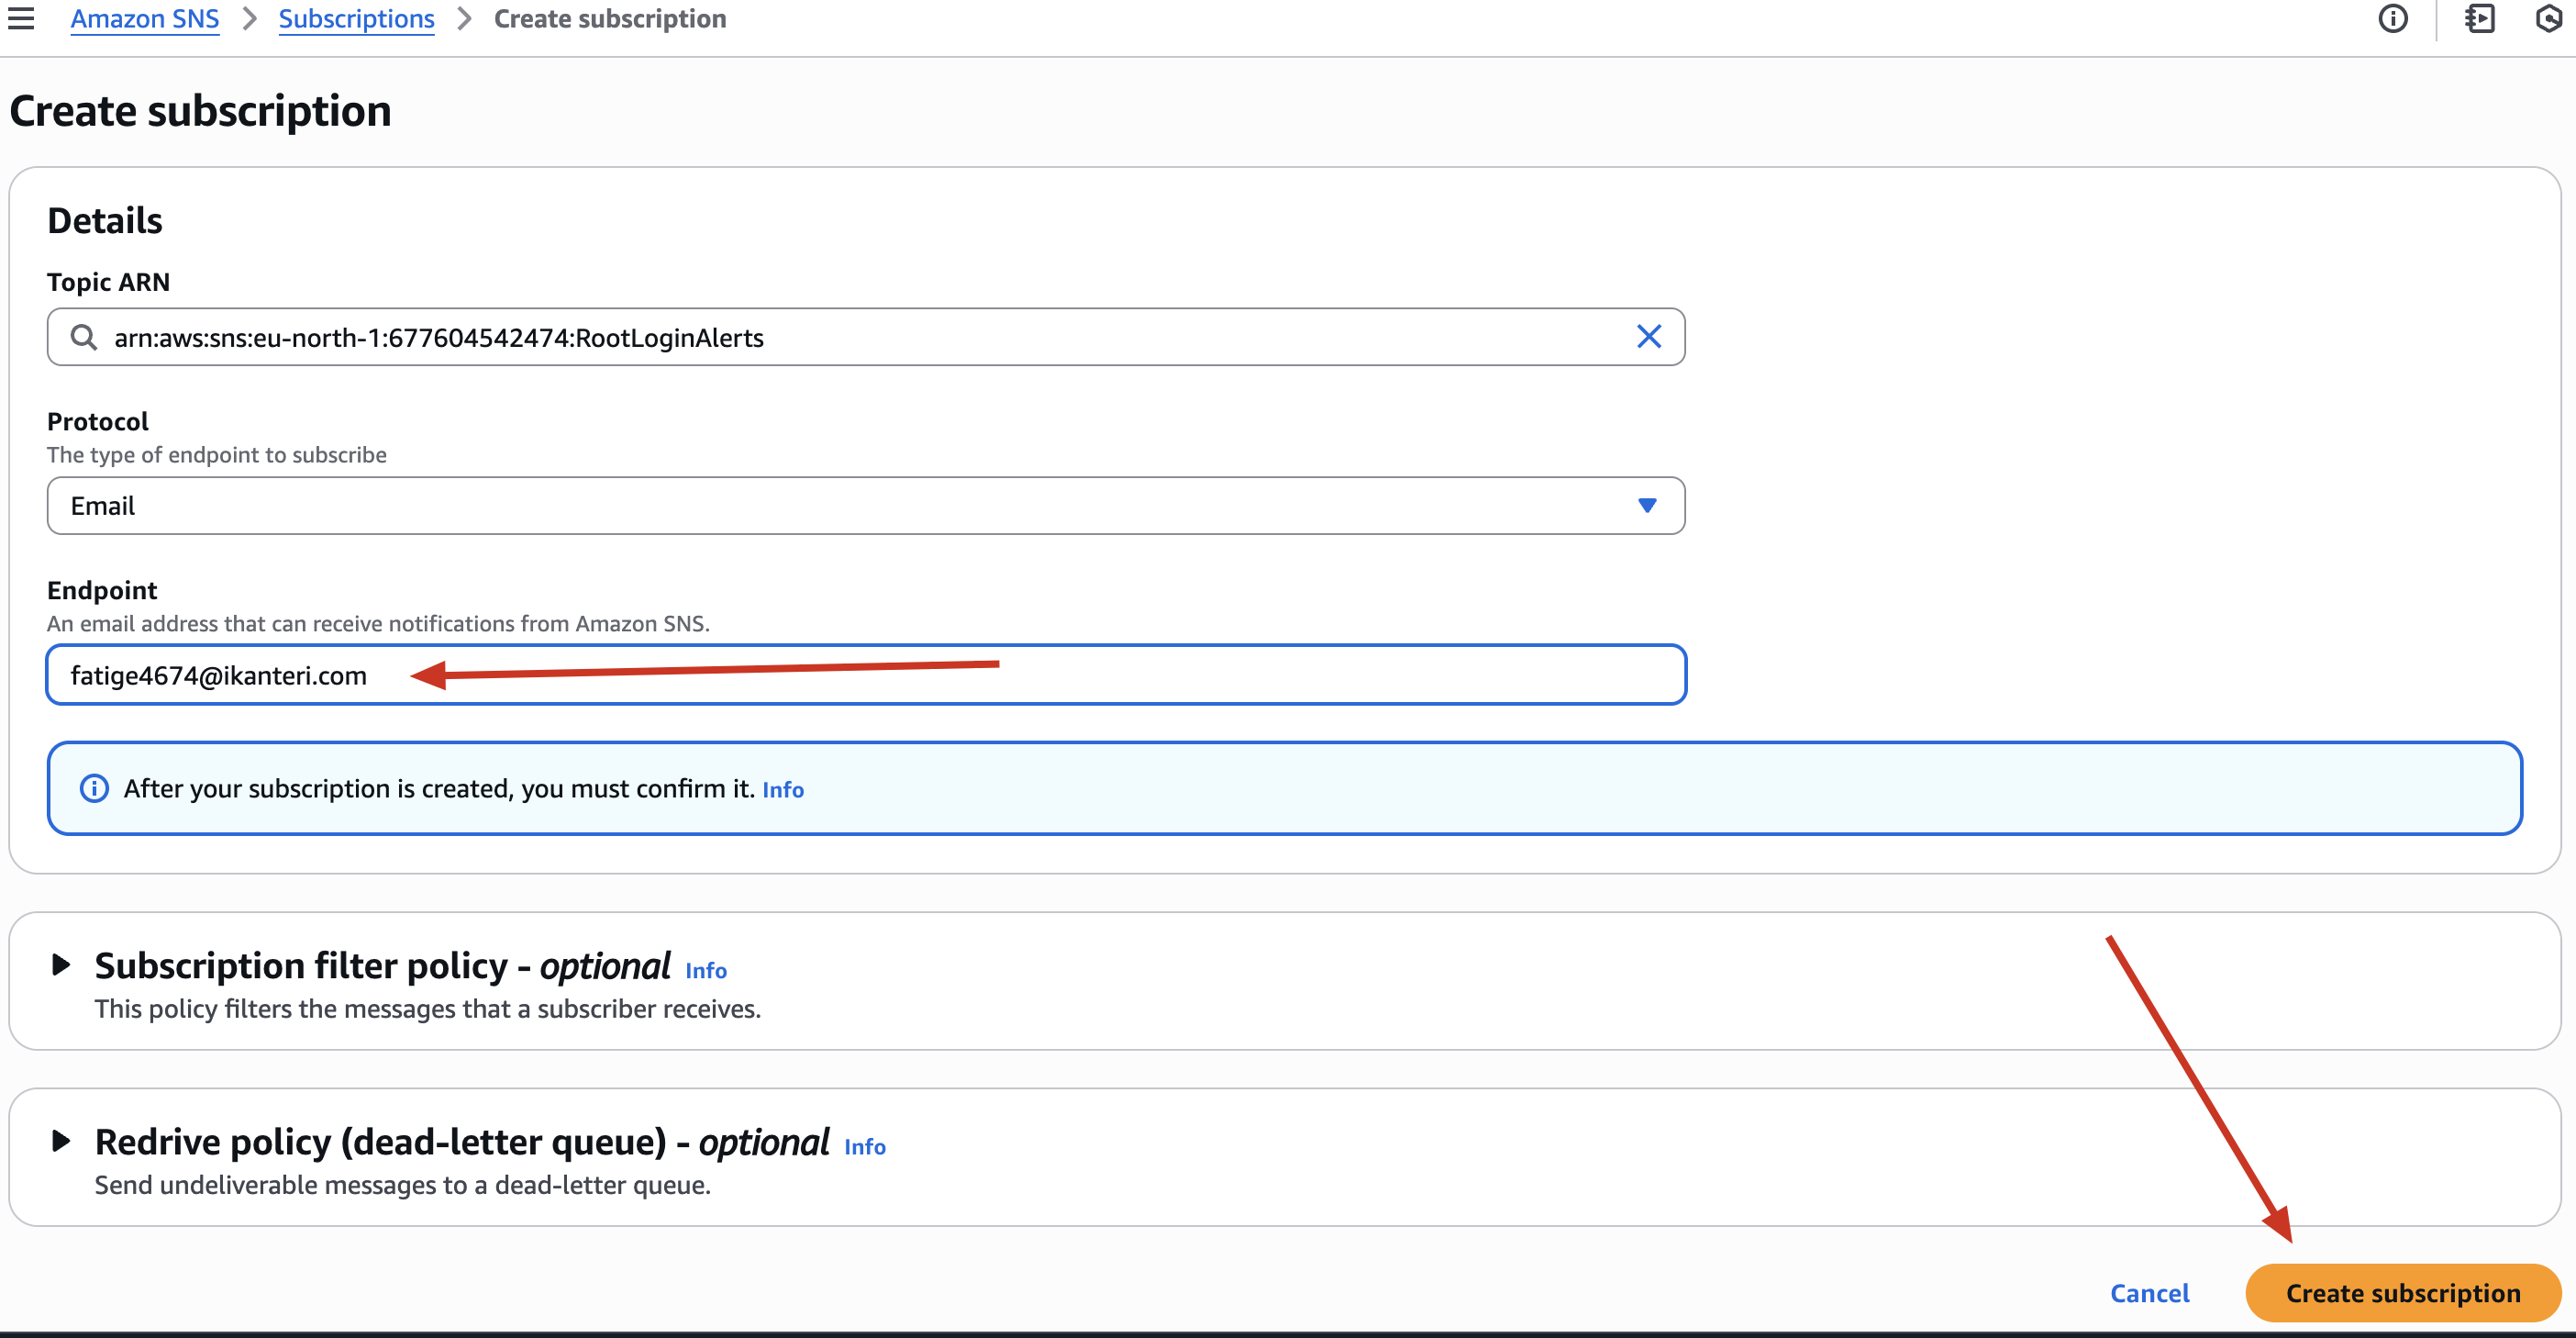 Amazon SNS > Subscriptions > Create subscription
Create subscription
Details
Topic ARN
arn:aws:sns:eu-north-1:677604542474:RootLoginAlerts
Protocol
The type of endpoint to subscribe
Email
Endpoint
An email address that can receive notifications from Amazon SNS.
fatige4674@ikanteri.com
After your subscription is created, you must confirm it. Info
Subscription filter policy - optional Info
This policy filters the messages that a subscriber receives.
Redrive policy (dead-letter queue) - optional Info
Send undeliverable messages to a dead-letter queue.
Cancel Create subscription